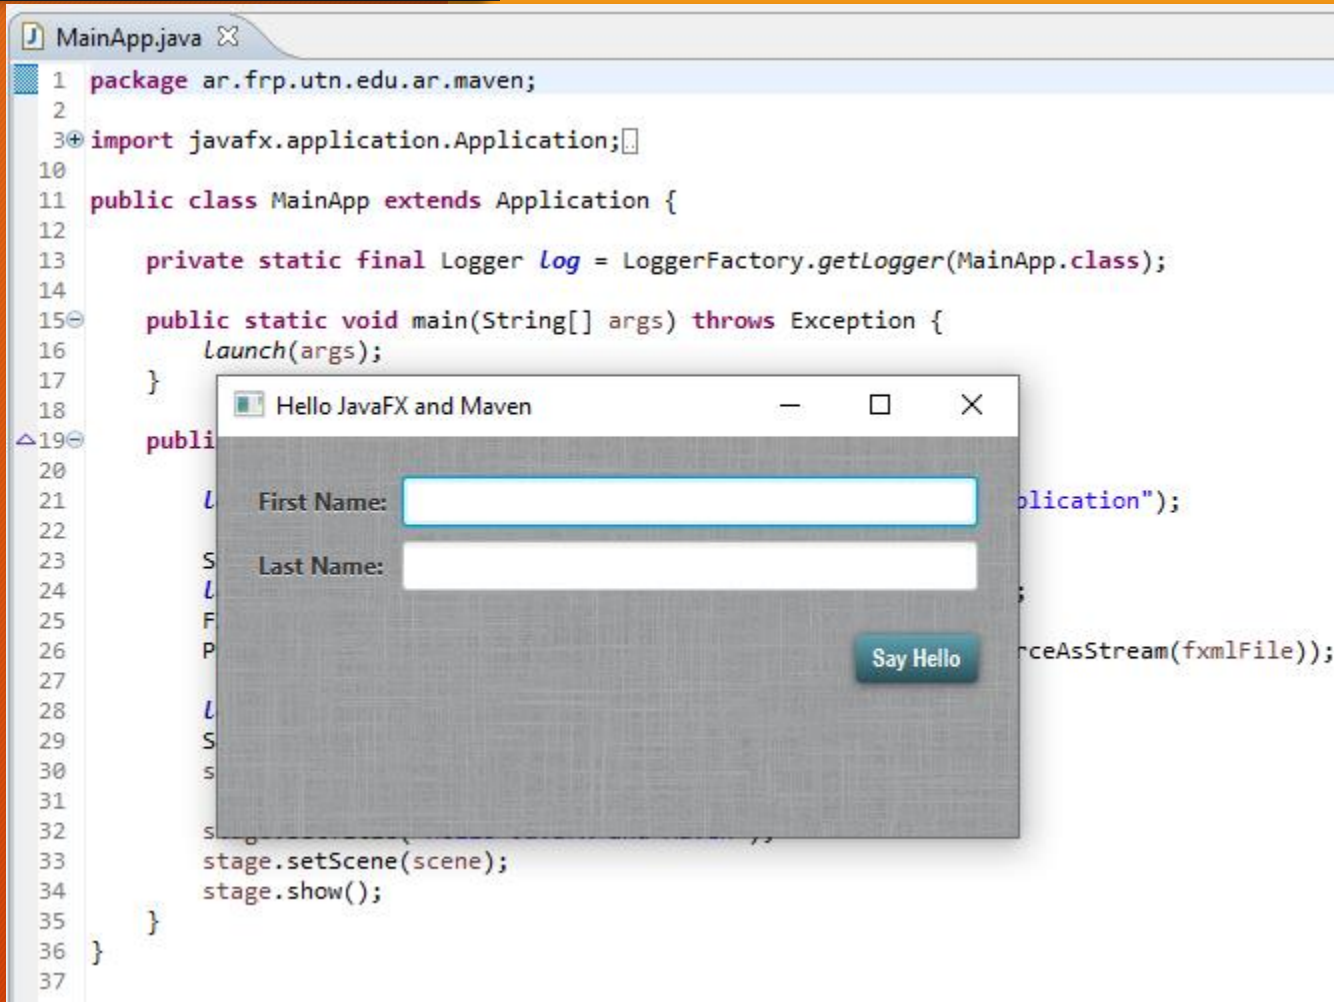 MainApp.java
1 package ar.frp.utn.edu.ar.maven;
2
3 import javafx.application.Application;
10
11 public class MainApp extends Application {
12
13 private static final Logger log = LoggerFactory.getLogger(MainApp.class);
14
15 public static void main(String[] args) throws Exception {
16 launch(args);
17 }
18
Hello JavaFX and Maven
19 publi
20
First Name:
21 l plication");
22
Last Name:
23 S
24 l ;
25 F
26 P rceAsStream(fxmlFile));
Say Hello
27
28 l
29 S
30 s
31
32 s
33 stage.setScene(scene);
34 stage.show();
35 }
36 }
37